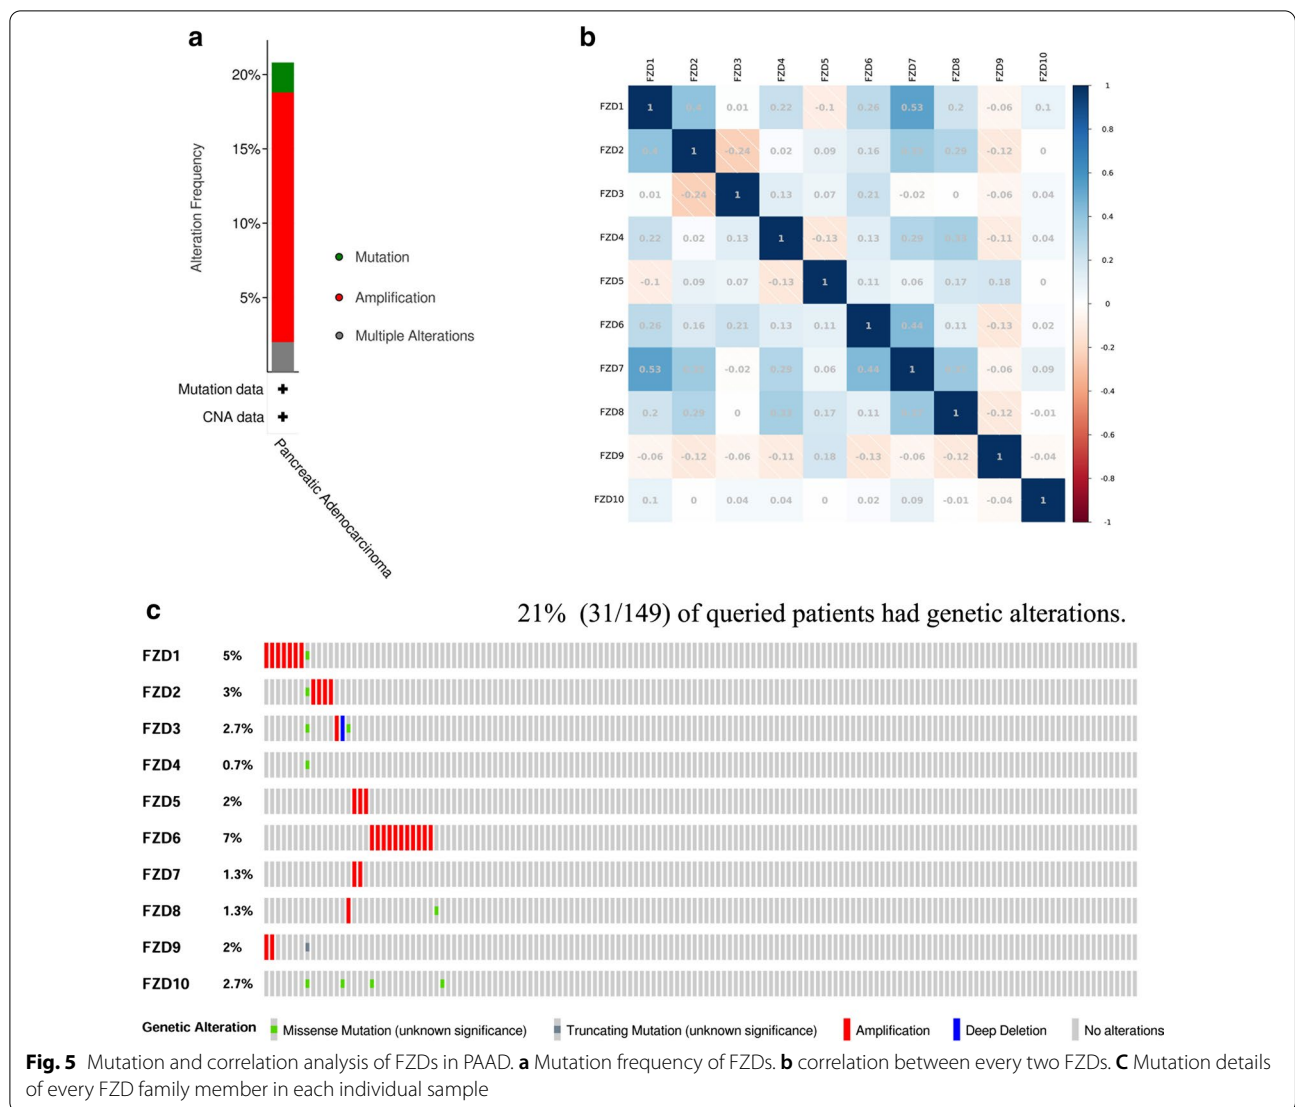 a
20%
15%
10%
5%
Alteration Frequency
Mutation
Amplification
Multiple Alterations
Mutation data +
CNA data +
Pancreatic Adenocarcinoma
b
FZD1 FZD2 FZD3 FZD4 FZD5 FZD6 FZD7 FZD8 FZD9 FZD10
FZD1 1 0.01 0.22 -0.1 0.26 0.53 0.2 -0.06 0.1
FZD2 1 -0.24 0.02 0.09 0.16 0.29 -0.12 0
FZD3 0.01 -0.24 1 0.13 0.07 0.21 -0.02 0 -0.06 0.04
FZD4 0.22 0.02 0.13 1 -0.13 0.13 0.29 -0.11 0.04
FZD5 -0.1 0.09 0.07 -0.13 1 0.11 0.06 0.17 0.18 0
FZD6 0.26 0.16 0.21 0.13 0.11 1 0.44 0.11 -0.13 0.02
FZD7 0.53 -0.02 0.29 0.06 0.44 1 -0.06 0.09
FZD8 0.2 0.29 0 0.17 0.11 1 -0.12 -0.01
FZD9 -0.06 -0.12 -0.06 -0.11 0.18 -0.13 -0.06 -0.12 1 -0.04
FZD10 0.1 0 0.04 0.04 0 0.02 0.09 -0.01 -0.04 1
1
0.8
0.6
0.4
0.2
0
-0.2
-0.4
-0.6
-0.8
-1
c
21% (31/149) of queried patients had genetic alterations.
FZD1 5%
FZD2 3%
FZD3 2.7%
FZD4 0.7%
FZD5 2%
FZD6 7%
FZD7 1.3%
FZD8 1.3%
FZD9 2%
FZD10 2.7%
Genetic Alteration Missense Mutation (unknown significance) Truncating Mutation (unknown significance) Amplification Deep Deletion No alterations
Fig. 5 Mutation and correlation analysis of FZDs in PAAD. a Mutation frequency of FZDs. b correlation between every two FZDs. C Mutation details
of every FZD family member in each individual sample